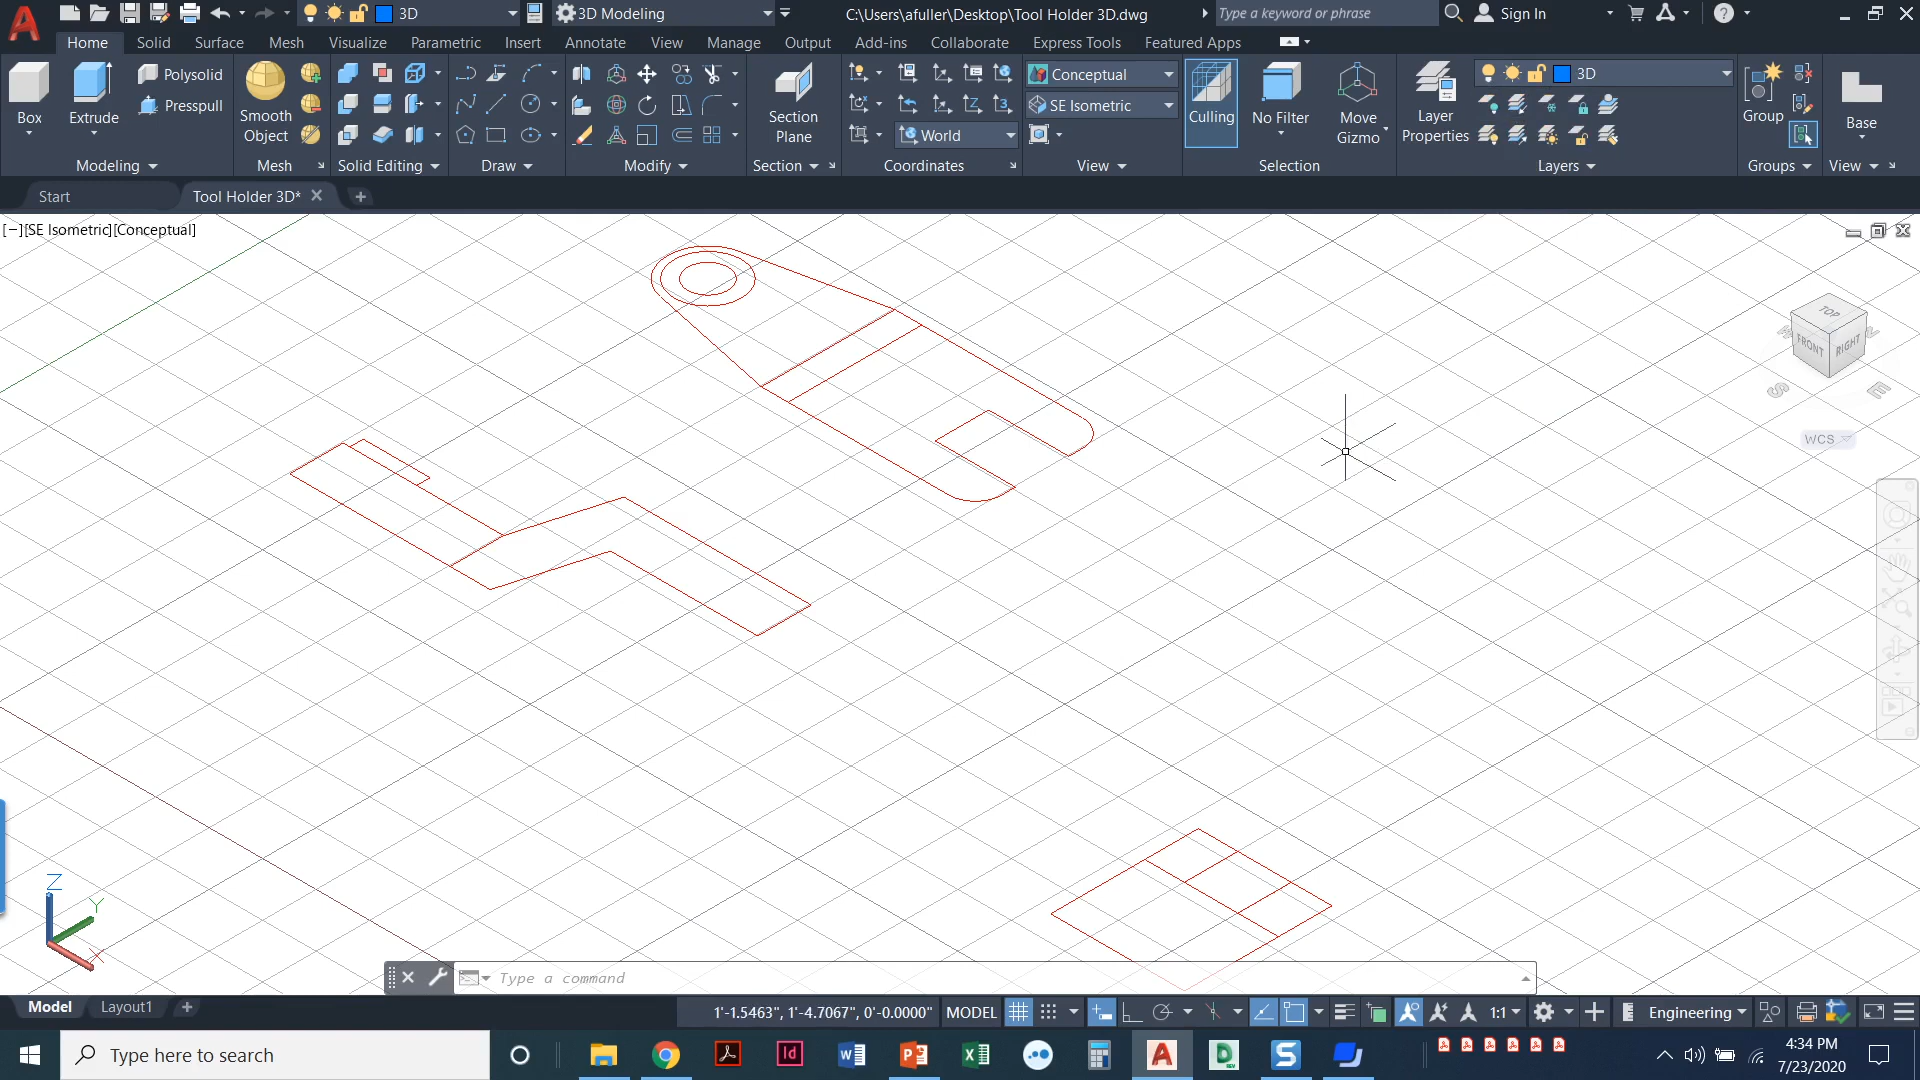 3D
3D Modeling
C:\Users\afuller\Desktop\Tool Holder 3D.dwg
Type a keyword or phrase
Sign In
Home
Solid
Surface
Mesh
Visualize
Parametric
Insert
Annotate
View
Manage
Output
Add-ins
Collaborate
Express Tools
Featured Apps
Box
Extrude
Polysolid
Presspull
Smooth
Object
World
Section
Plane
Conceptual
SE Isometric
Culling
No Filter
Move
Gizmo
Layer
Properties
3D
Group
Base
Modeling
Mesh
Solid Editing
Draw
Modify
Section
Coordinates
View
Selection
Layers
Groups
View
Start
Tool Holder 3D*
[−][SE Isometric][Conceptual]
TOP
FRONT
RIGHT
W
N
S
E
WCS
Z
Y
X
Type a command
Model
Layout1
1'-1.5463", 1'-4.7067", 0'-0.0000"
MODEL
1:1
Engineering
Type here to search
4:34 PM
7/23/2020